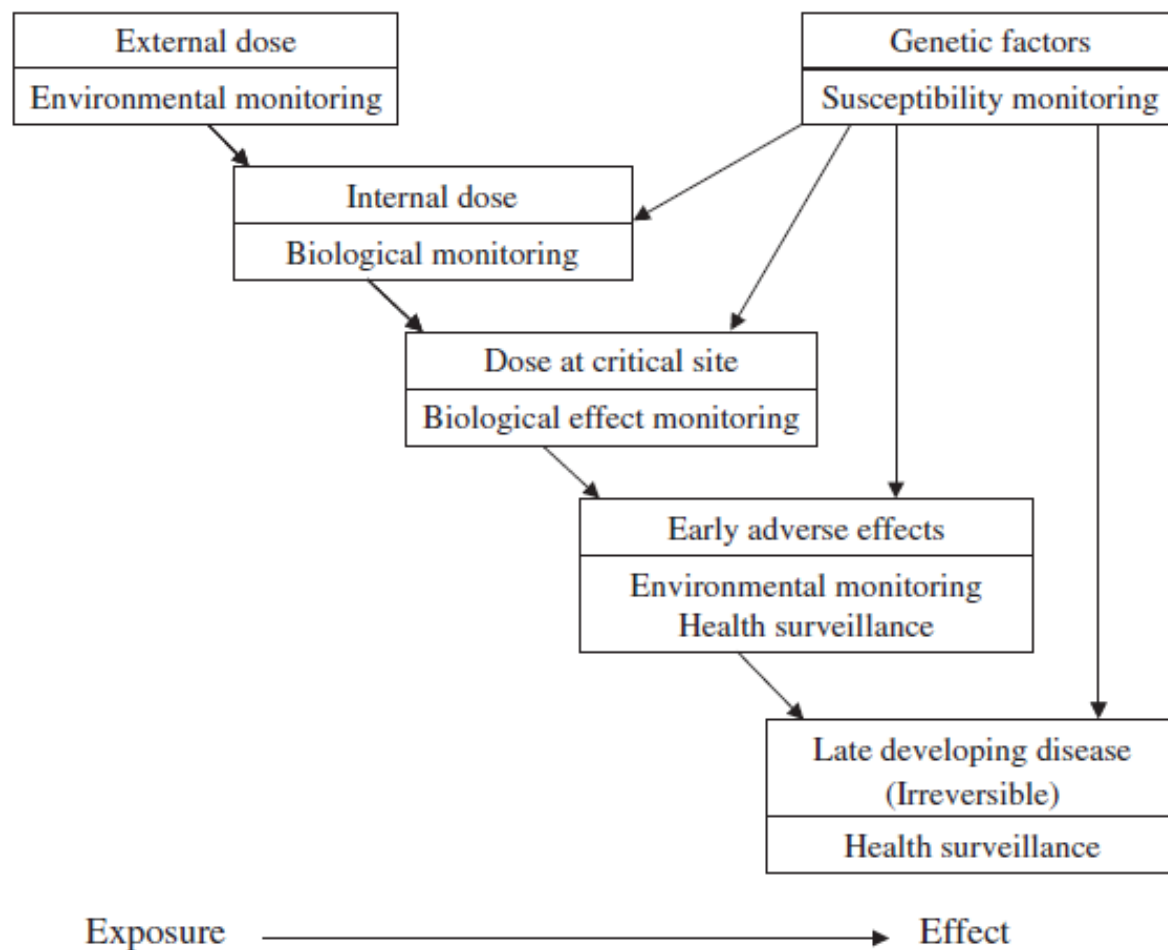 External dose
Environmental monitoring
Genetic factors
Susceptibility monitoring
Internal dose
Biological monitoring
Dose at critical site
Biological effect monitoring
Early adverse effects
Environmental monitoring
Health surveillance
Late developing disease
(Irreversible)
Health surveillance
Exposure
Effect